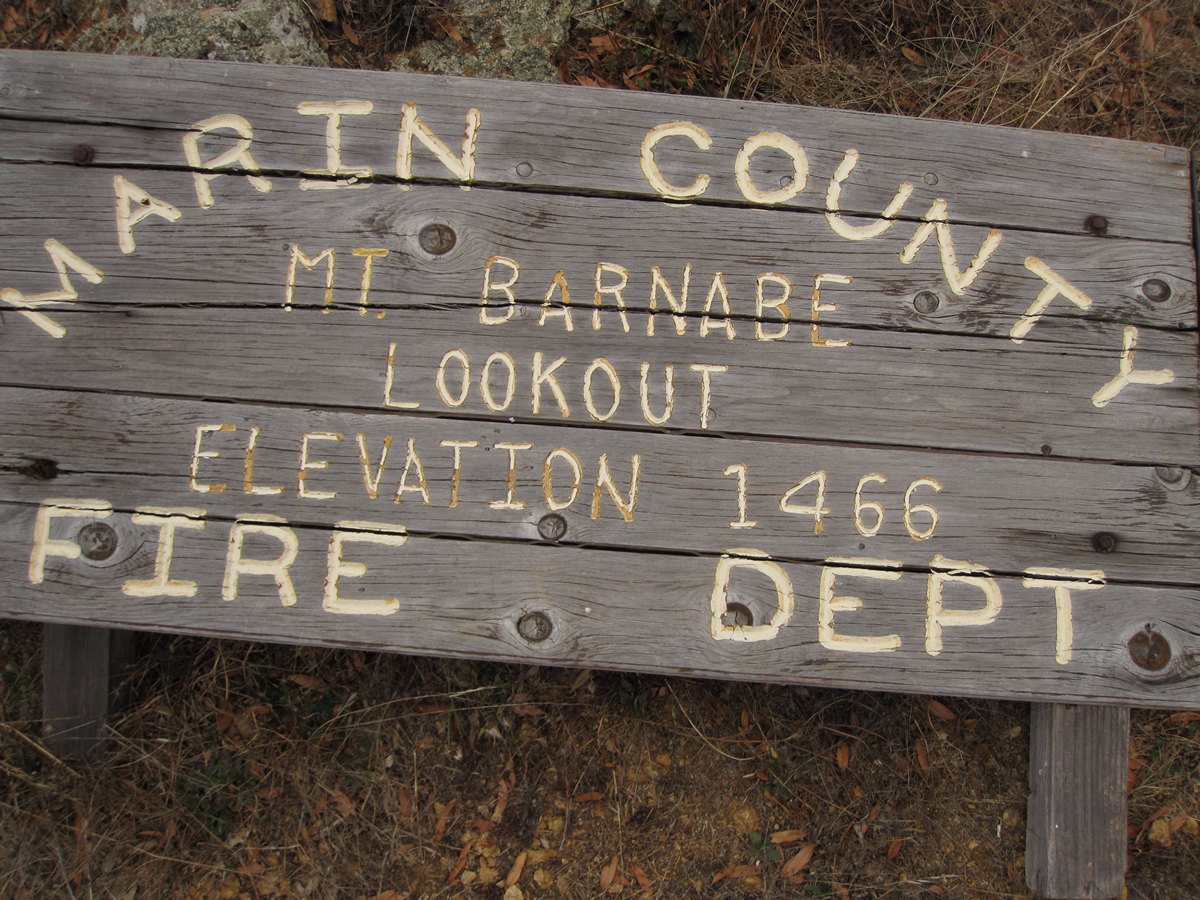 MARIN COUNTY
MT. BARNABE
LOOKOUT
ELEVATION 1466
FIRE DEPT